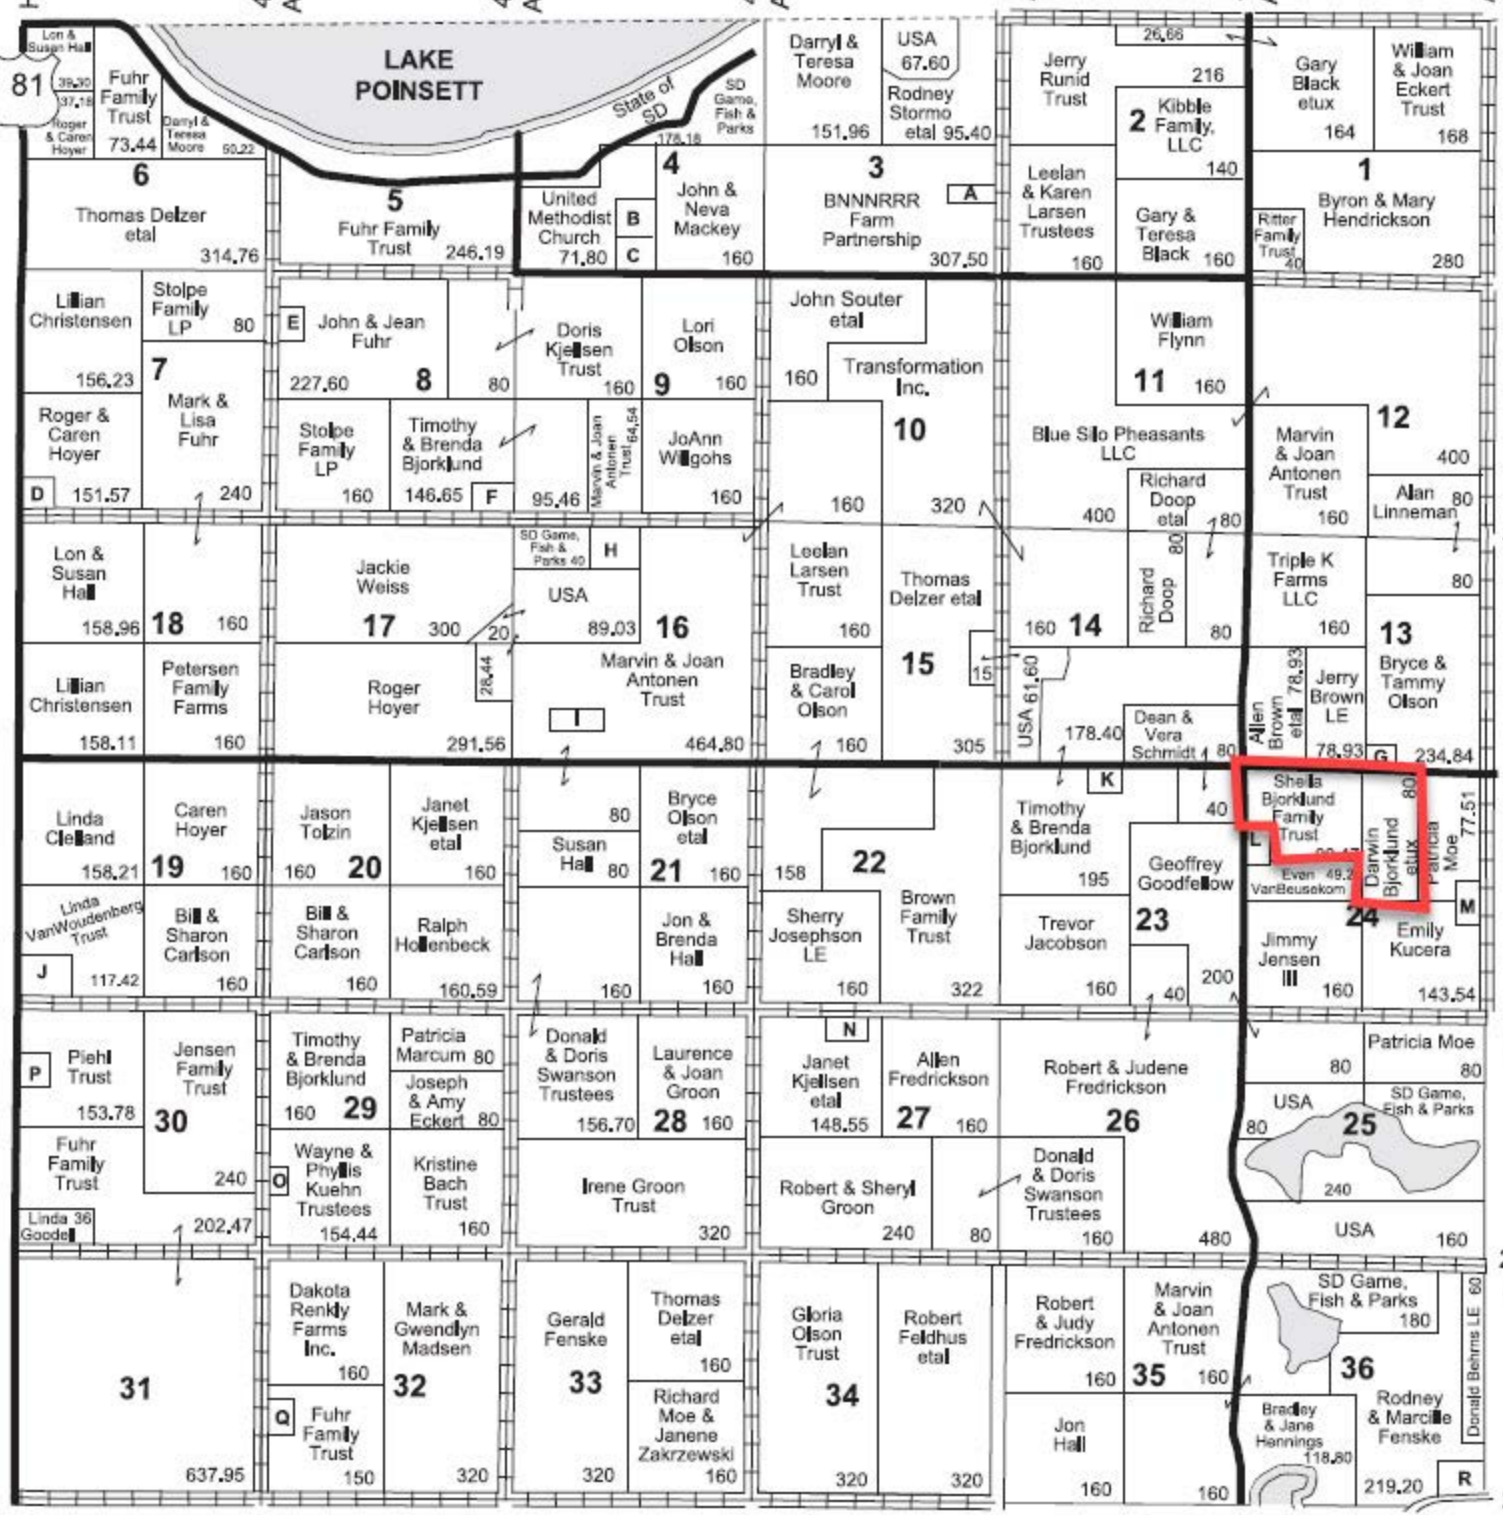 LAKE
POINSETT
State of
SD
SD
Game,
Fish &
Parks
178.18
81
Lon &
Susan Hall
39.30
37.18
Roger
& Caren
Hoyer
Fuhr
Family
Trust
73.44
Darryl &
Teresa
Moore
50.22
6
Thomas Delzer
etal
314.76
5
Fuhr Family
Trust
246.19
United
Methodist
Church
71.80
B
C
4
John &
Neva
Mackey
160
Darryl &
Teresa
Moore
151.96
USA
67.60
Rodney
Stormo
etal 95.40
3
A
BNNNRRR
Farm
Partnership
307.50
Jerry
Runid
Trust
26.66
216
2
Kibble
Family,
LLC
140
Leelan
& Karen
Larsen
Trustees
160
Gary &
Teresa
Black 160
Gary
Black
etux
164
William
& Joan
Eckert
Trust
168
1
Byron & Mary
Hendrickson
280
Ritter
Family
Trust
40
Lillian
Christensen
156.23
Stolpe
Family
LP 80
7
Mark &
Lisa
Fuhr
240
Roger &
Caren
Hoyer
D 151.57
E
John & Jean
Fuhr
227.60
8
80
Stolpe
Family
LP
160
Timothy
& Brenda
Bjorklund
146.65
F
Doris
Kjellsen
Trust
160
9
Lori
Olson
160
95.46
Marvin & Joan
Antonen
Trust 64.54
JoAnn
Willgohs
160
John Souter
etal
160
Transformation
Inc.
10
160
320
William
Flynn
11 160
Blue Silo Pheasants
LLC
400
Richard
Doop
etal 80
12
400
Marvin
& Joan
Antonen
Trust
160
Alan 80
Linneman
Lon &
Susan
Hall
158.96
18
160
Lillian
Christensen
158.11
Petersen
Family
Farms
160
Jackie
Weiss
17 300
20
Roger
Hoyer
291.56
28.44
SD Game,
Fish &
Parks 40
H
USA
89.03
16
Marvin & Joan
Antonen
Trust
I
464.80
Leelan
Larsen
Trust
160
Thomas
Delzer etal
15
15
305
Bradley
& Carol
Olson
160
160 14
Richard
Doop
80
80
USA 61.60
178.40
Dean &
Vera
Schmidt
80
Triple K
Farms
LLC
160
80
13
Bryce &
Tammy
Olson
234.84
Allen
Brown
etal 78.93
Jerry
Brown
LE
78.93
G
Linda
Clelland
158.21
Caren
Hoyer
19 160
Linda
VanWoudenberg
Trust
J
117.42
Bill &
Sharon
Carlson
160
Jason
Tolzin
160
20
Janet
Kjellsen
etal
160
Bill &
Sharon
Carlson
160
Ralph
Hollenbeck
160.59
80
Susan
Hall 80
21
Bryce
Olson
etal
160
160
Jon &
Brenda
Hall
160
158
22
Sherry
Josephson
LE
160
Brown
Family
Trust
322
Timothy
& Brenda
Bjorklund
195
K
40
Geoffrey
Goodfellow
23
200
Trevor
Jacobson
160
40
Sheila
Bjorklund
Family
Trust
L
Evan
VanBeusekom
Darwin
Bjorklund
etux
80
Patricia
Moe
77.51
24
M
Jimmy
Jensen
III
160
Emily
Kucera
143.54
P
Piehl
Trust
153.78
Jensen
Family
Trust
30
240
Fuhr
Family
Trust
202.47
Linda 36
Goodell
Timothy
& Brenda
Bjorklund
160 29
Patricia
Marcum 80
Joseph
& Amy
Eckert 80
O
Wayne &
Phyllis
Kuehn
Trustees
154.44
Kristine
Bach
Trust
160
Donald
& Doris
Swanson
Trustees
156.70
Laurence
& Joan
Groon
28 160
Irene Groon
Trust
320
N
Janet
Kjellsen
etal
148.55
Allen
Fredrickson
27 160
Robert & Sheryl
Groon
240
80
Robert & Judene
Fredrickson
26
480
Donald
& Doris
Swanson
Trustees
160
80
Patricia Moe
80
USA
80
SD Game,
Fish & Parks
25
240
USA
160
31
637.95
Dakota
Renkly
Farms
Inc.
160
Mark &
Gwendlyn
Madsen
32
320
Q
Fuhr
Family
Trust
150
Gerald
Fenske
33
320
Thomas
Delzer
etal
160
Richard
Moe &
Janene
Zakrzewski
160
Gloria
Olson
Trust
34
320
Robert
Feldhus
etal
320
Robert
& Judy
Fredrickson
160
Marvin
& Joan
Antonen
Trust
35 160
Jon
Hall
160
160
SD Game,
Fish & Parks
180
36
Donald Behrns LE 60
Bradley
& Jane
Hennings
118.80
Rodney
& Marcille
Fenske
219.20
R